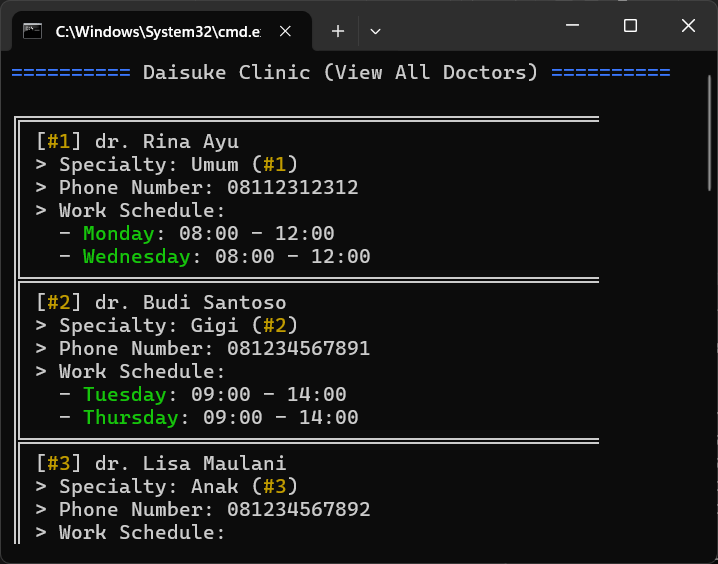 C:\Windows\System32\cmd.e
========== Daisuke Clinic (View All Doctors) ==========
[#1] dr. Rina Ayu
> Specialty: Umum (#1)
> Phone Number: 08112312312
> Work Schedule:
- Monday: 08:00 - 12:00
- Wednesday: 08:00 - 12:00
[#2] dr. Budi Santoso
> Specialty: Gigi (#2)
> Phone Number: 081234567891
> Work Schedule:
- Tuesday: 09:00 - 14:00
- Thursday: 09:00 - 14:00
[#3] dr. Lisa Maulani
> Specialty: Anak (#3)
> Phone Number: 081234567892
> Work Schedule: